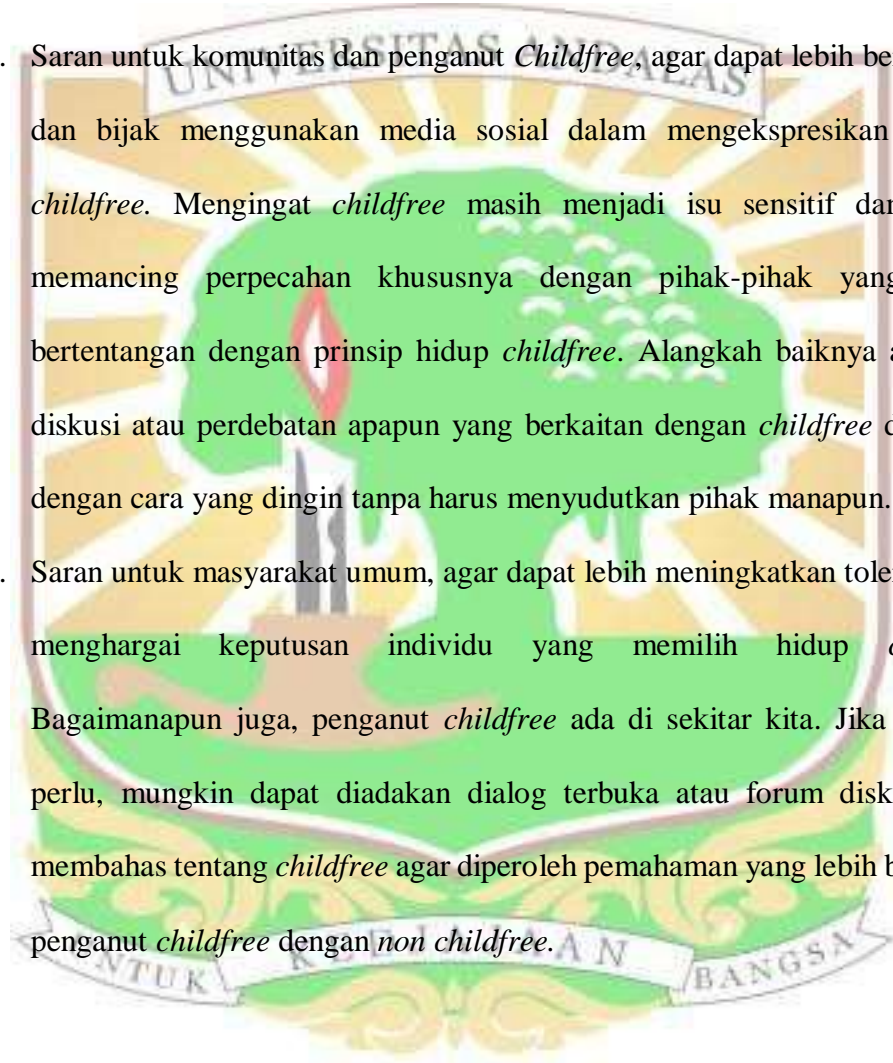 UNIVERSITAS ANDALAS
. Saran untuk komunitas dan penganut Childfree, agar dapat lebih be
dan bijak menggunakan media sosial dalam mengekspresikan
childfree. Mengingat childfree masih menjadi isu sensitif dan
memancing perpecahan khususnya dengan pihak-pihak yang
bertentangan dengan prinsip hidup childfree. Alangkah baiknya a
diskusi atau perdebatan apapun yang berkaitan dengan childfree
dengan cara yang dingin tanpa harus menyudutkan pihak manapun.
. Saran untuk masyarakat umum, agar dapat lebih meningkatkan toler
menghargai keputusan individu yang memilih hidup
Bagaimanapun juga, penganut childfree ada di sekitar kita. Jika
perlu, mungkin dapat diadakan dialog terbuka atau forum disk
membahas tentang childfree agar diperoleh pemahaman yang lebih b
penganut childfree dengan non childfree.
UNTUK BANGSA